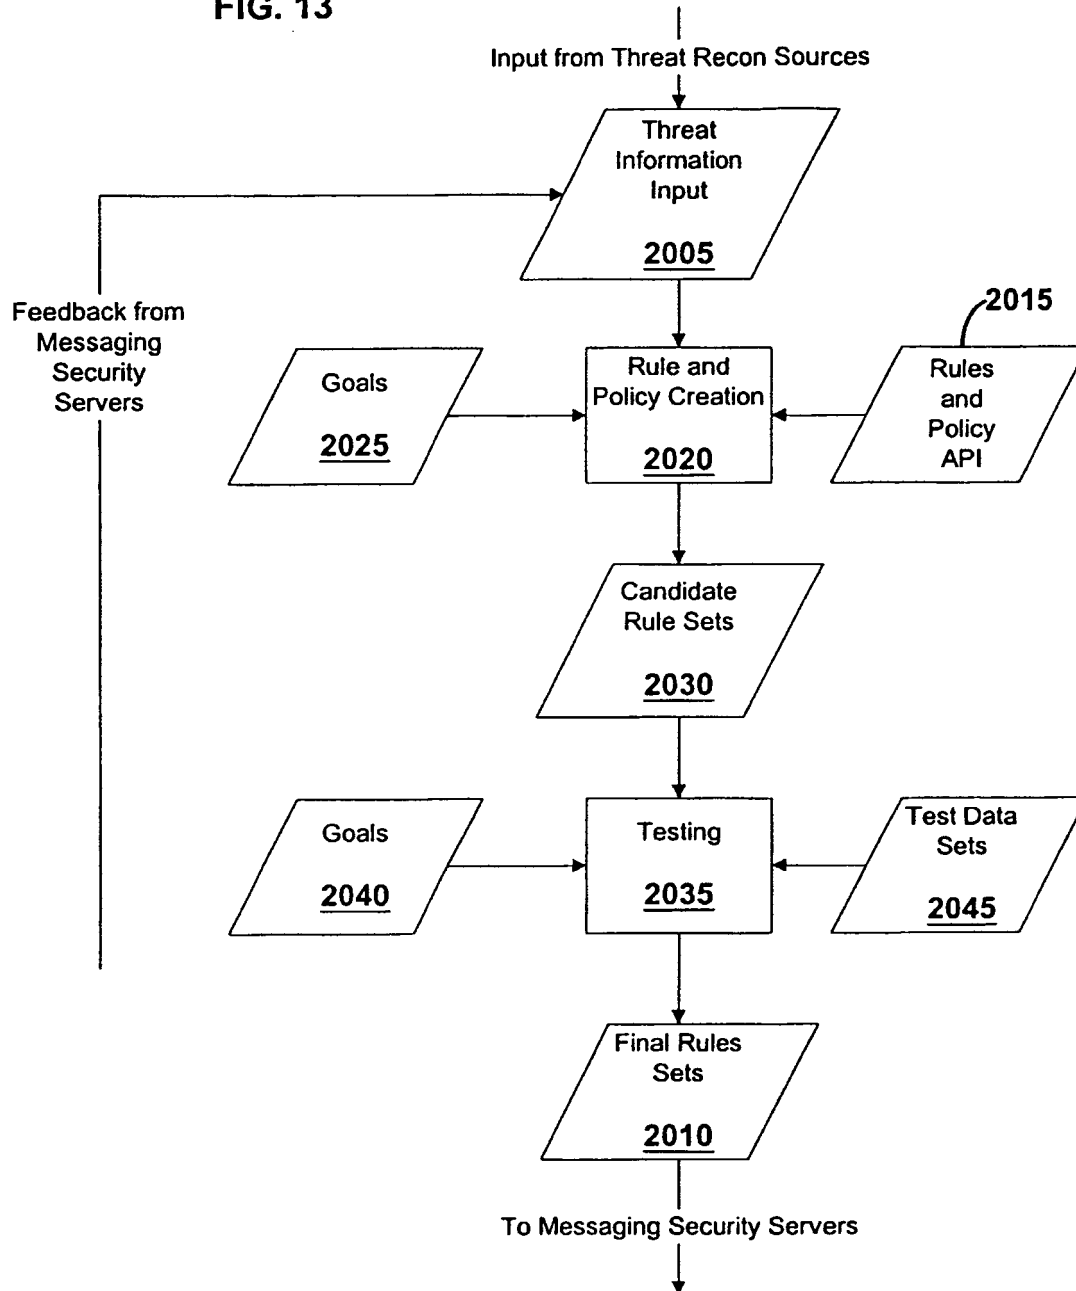 FIG. 13
Input from Threat Recon Sources
Threat
Information
Input
2005
Feedback from
Messaging
Security
Servers
2015
Goals
2025
Rule and
Policy Creation
2020
Rules
and
Policy
API
Candidate
Rule Sets
2030
Goals
2040
Testing
2035
Test Data
Sets
2045
Final Rules
Sets
2010
To Messaging Security Servers